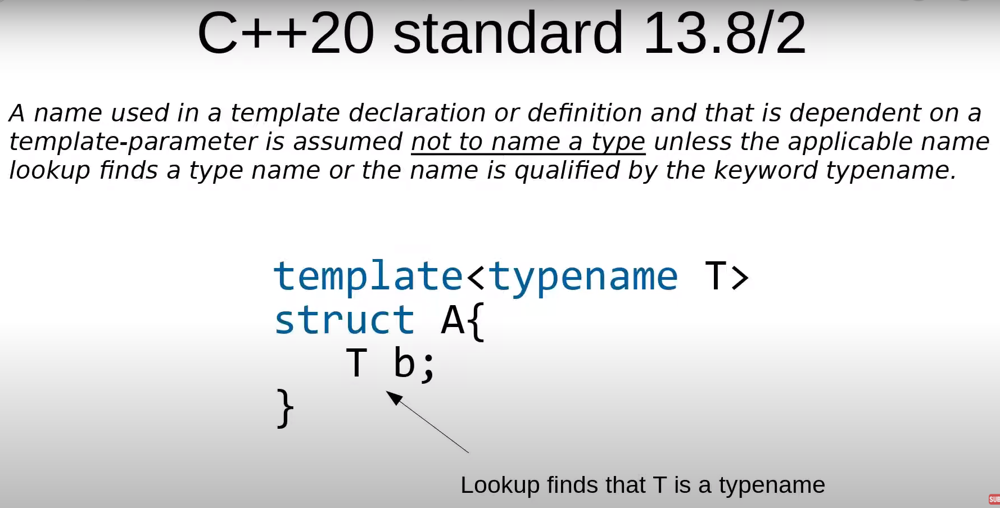 C++20 standard 13.8/2
A name used in a template declaration or definition and that is dependent on a
template-parameter is assumed not to name a type unless the applicable name
lookup finds a type name or the name is qualified by the keyword typename.
template<typename T>
struct A{
T b;
}
Lookup finds that T is a typename
SUB